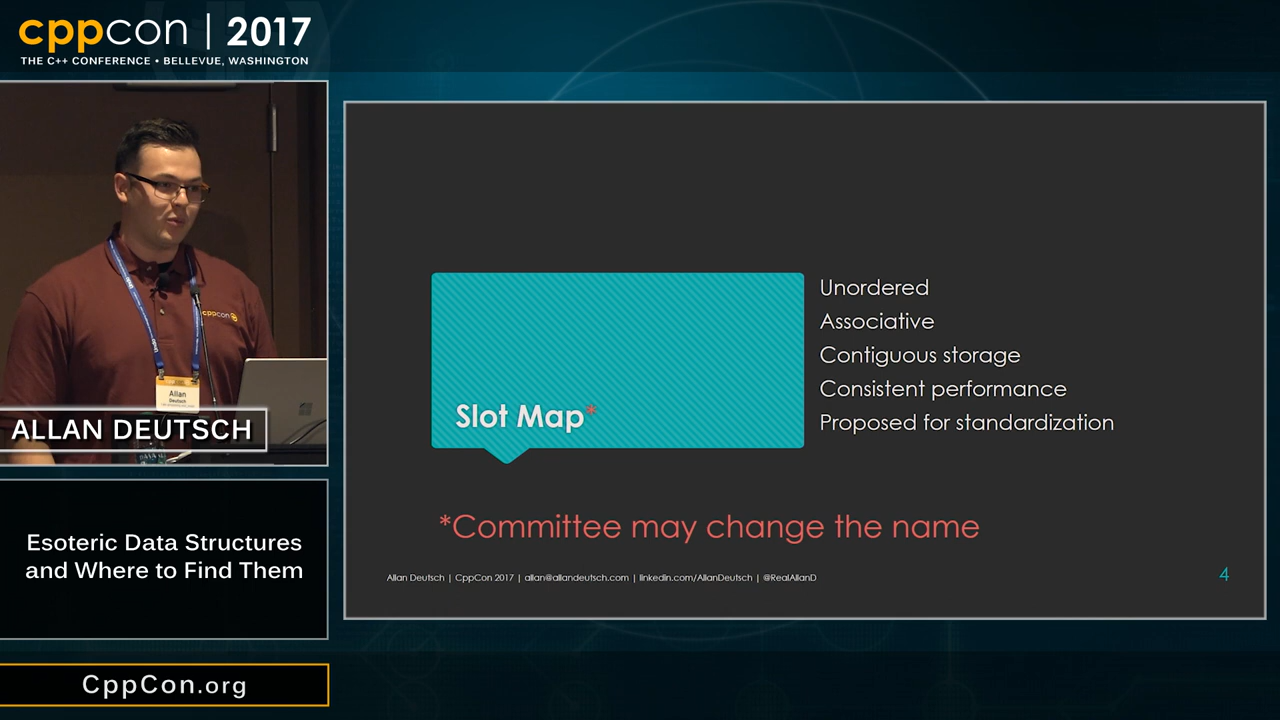 cppcon | 2017
THE C++ CONFERENCE • BELLEVUE, WASHINGTON
cppcon
Allan
Deutsch
ALLAN DEUTSCH
Esoteric Data Structures
and Where to Find Them
CppCon.org
Slot Map*
Unordered
Associative
Contiguous storage
Consistent performance
Proposed for standardization
*Committee may change the name
Allan Deutsch | CppCon 2017 | allan@allandeutsch.com | linkedin.com/AllanDeutsch | @RealAllanD
4